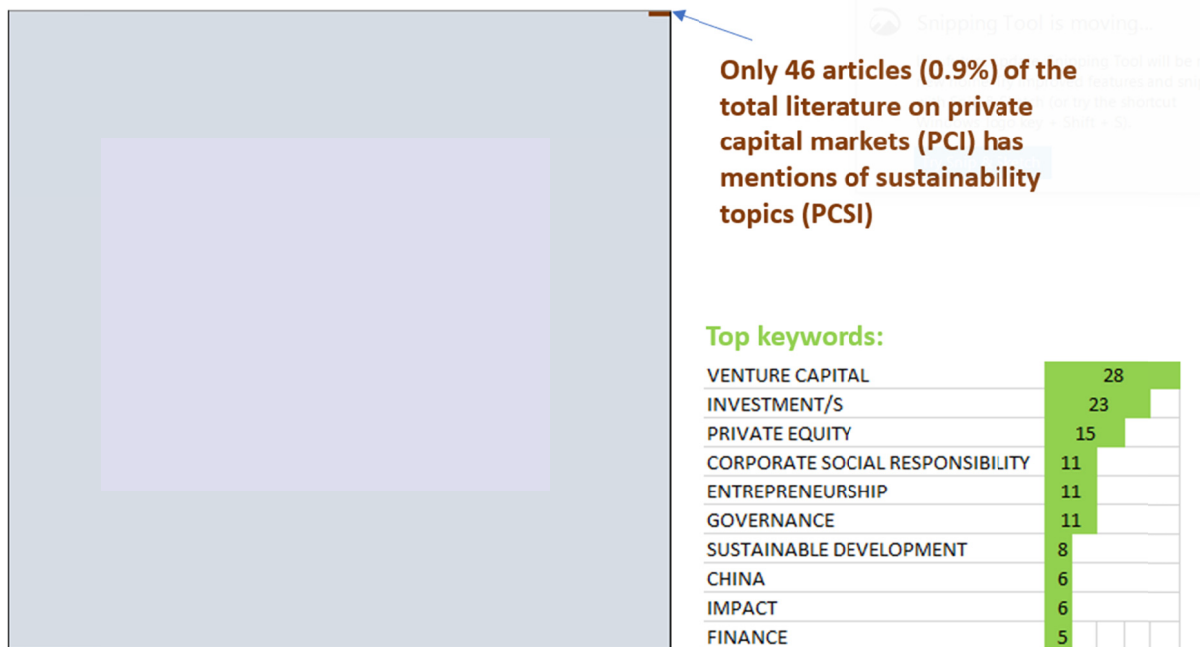 Snipping Tool is moving...
Only 46 articles (0.9%) of the
total literature on private
capital markets (PCI) has
mentions of sustainability
topics (PCSI)
Top keywords:
VENTURE CAPITAL 28
INVESTMENT/S 23
PRIVATE EQUITY 15
CORPORATE SOCIAL RESPONSIBILITY 11
ENTREPRENEURSHIP 11
GOVERNANCE 11
SUSTAINABLE DEVELOPMENT 8
CHINA 6
IMPACT 6
FINANCE 5